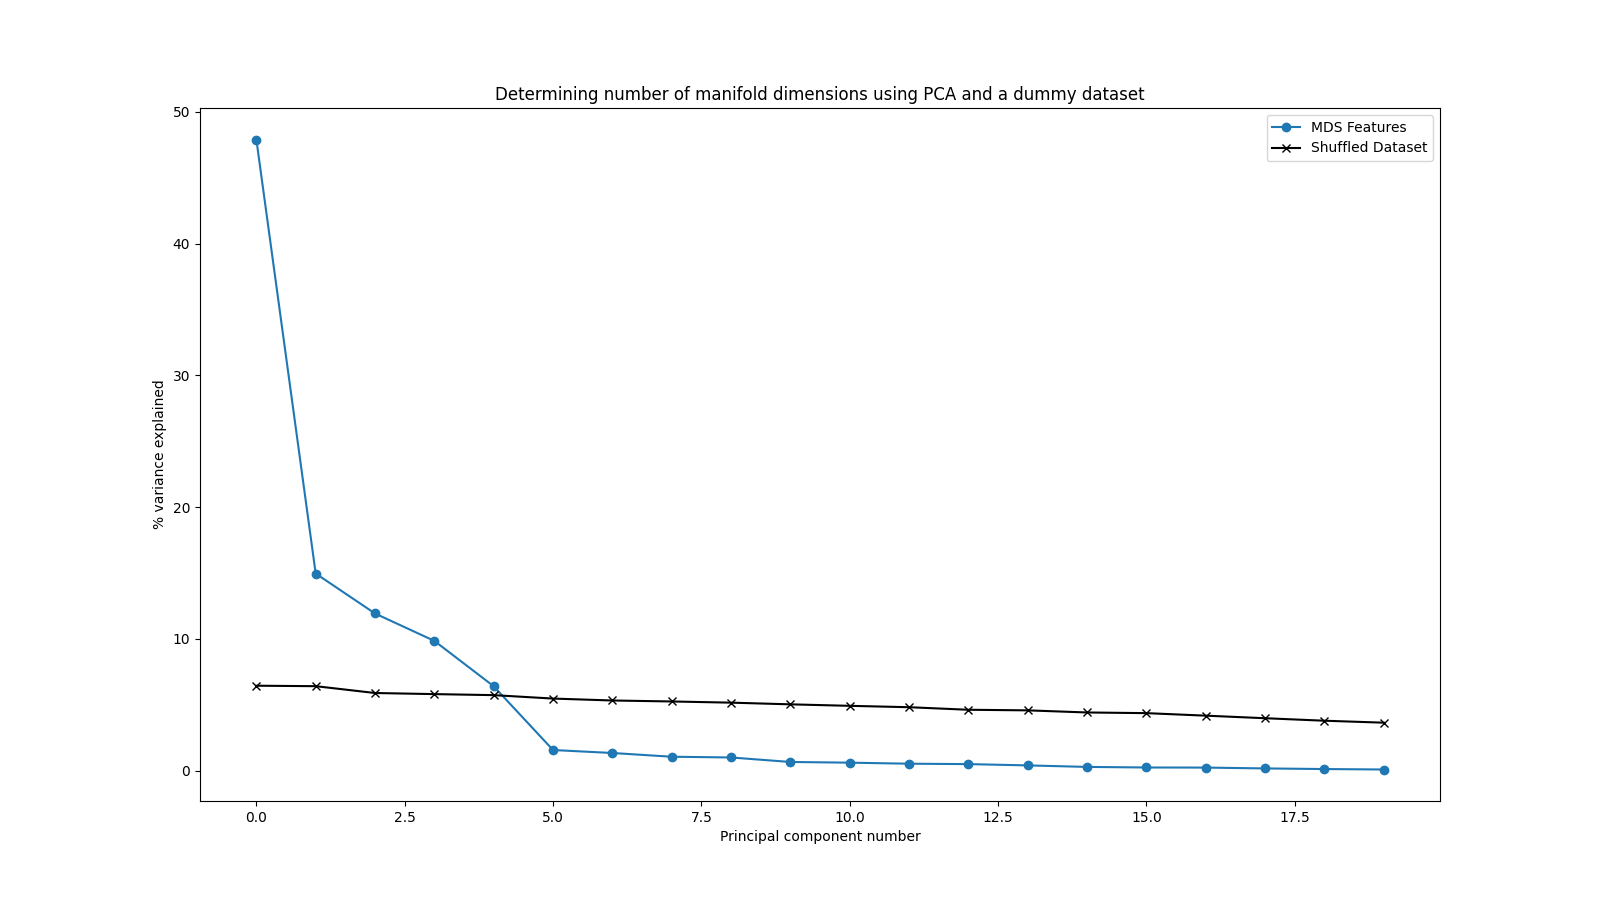 Determining number of manifold dimensions using PCA and a dummy dataset
MDS Features
Shuffled Dataset
50
40
30
20
10
0
% variance explained
0.0 2.5 5.0 7.5 10.0 12.5 15.0 17.5
Principal component number